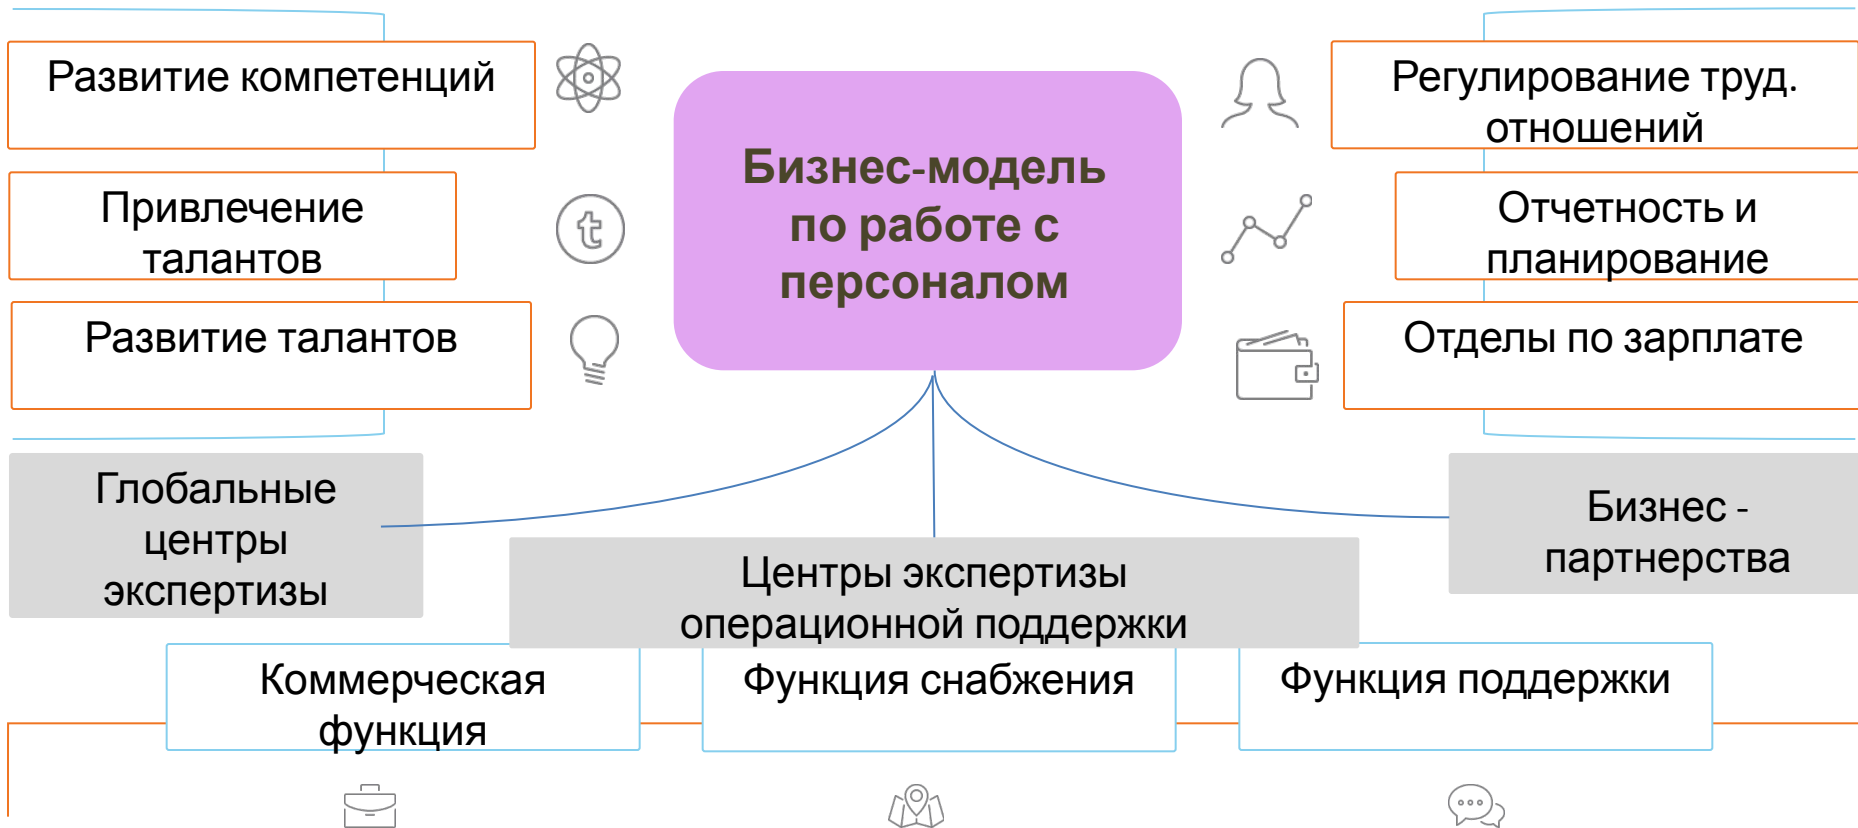 Развитие компетенций
Привлечение
талантов
Развитие талантов
Бизнес-модель
по работе с
персоналом
Регулирование труд.
отношений
Отчетность и
планирование
Отделы по зарплате
Глобальные
центры
экспертизы
Центры экспертизы
операционной поддержки
Бизнес -
партнерства
Коммерческая
функция
Функция снабжения
Функция поддержки